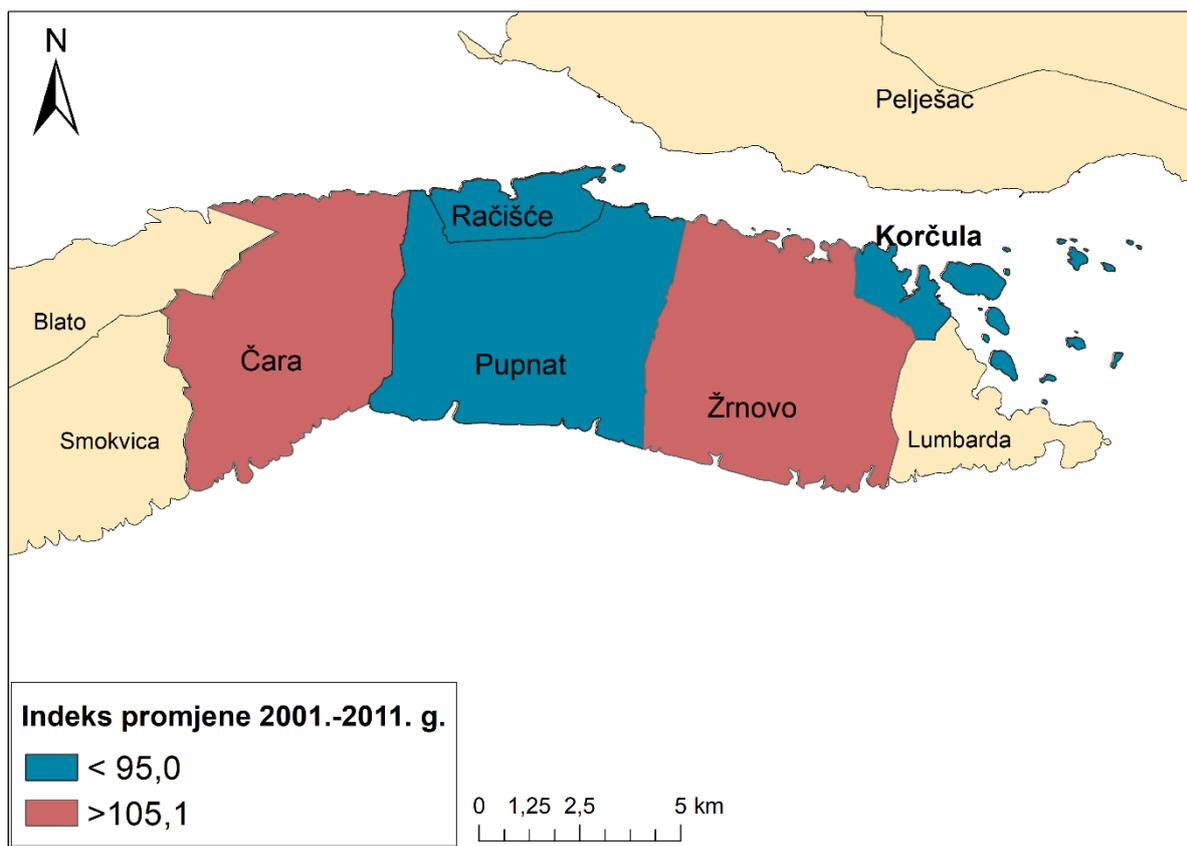 N
Pelješac
Račišće
Korčula
Blato
Čara
Pupnat
Žrnovo
Smokvica
Lumbarda
Indeks promjene 2001.-2011. g.
< 95,0
>105,1
0 1,25 2,5 5 km